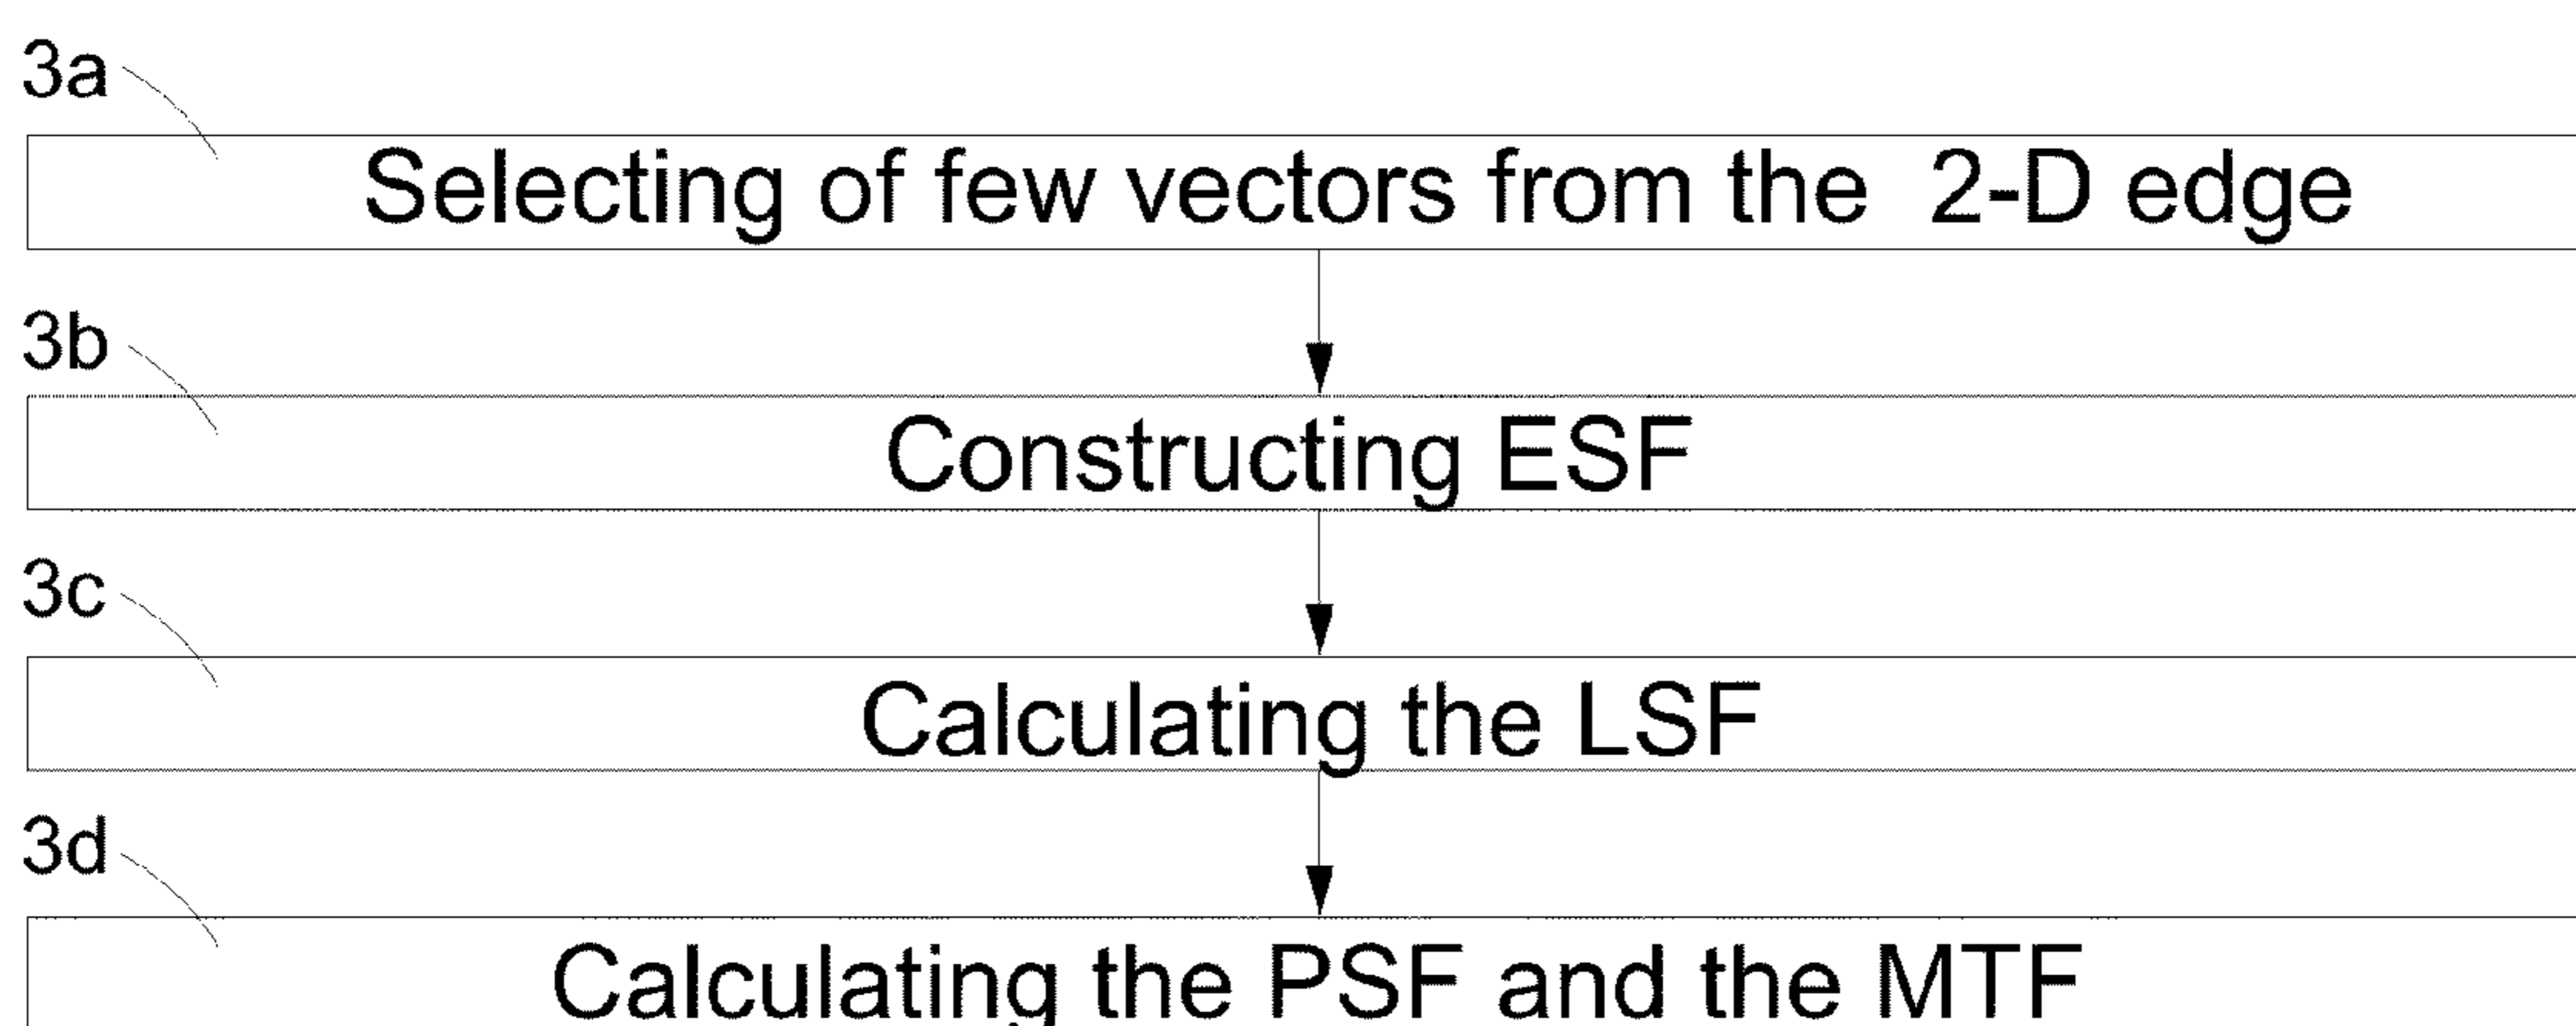 3a
Selecting of few vectors from the 2-D edge
3b
Constructing ESF
3c
Calculating the LSF
3d
Calculating the PSF and the MTF